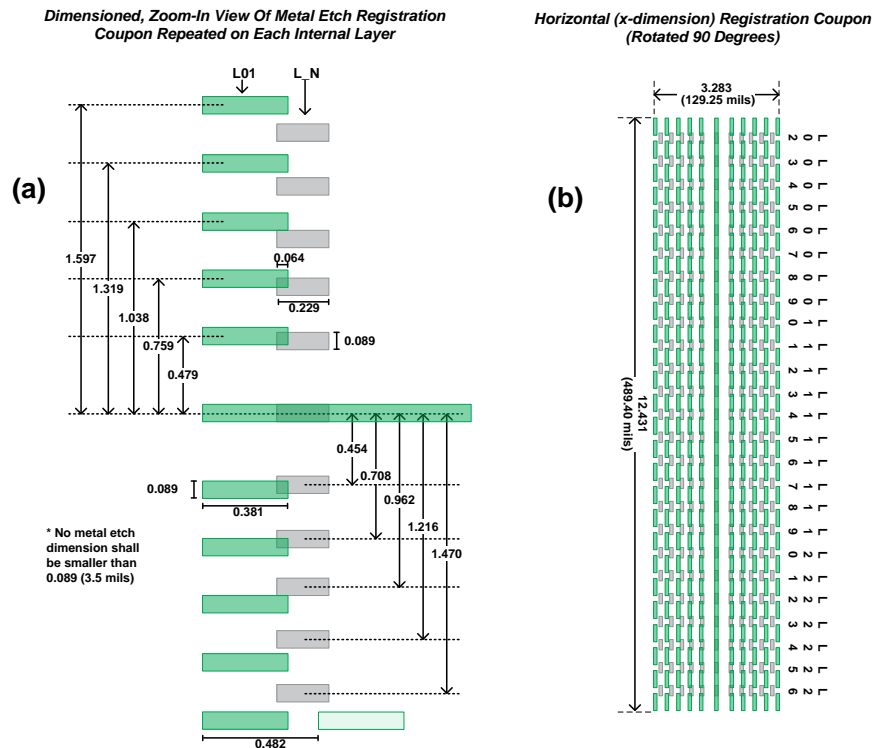 Dimensioned, Zoom-In View Of Metal Etch Registration
Coupon Repeated on Each Internal Layer
Horizontal (x-dimension) Registration Coupon
(Rotated 90 Degrees)
L01
L_N
(a)
1.597
1.319
1.038
0.759
0.479
0.064
0.229
0.089
0.454
0.708
0.962
1.216
1.470
0.089
0.381
* No metal etch
dimension shall
be smaller than
0.089 (3.5 mils)
0.482
(b)
3.283
(129.25 mils)
12.431
(489.40 mils)
L02
L03
L04
L05
L06
L07
L08
L09
L10
L11
L12
L13
L14
L15
L16
L17
L18
L19
L20
L21
L22
L23
L24
L25
L26